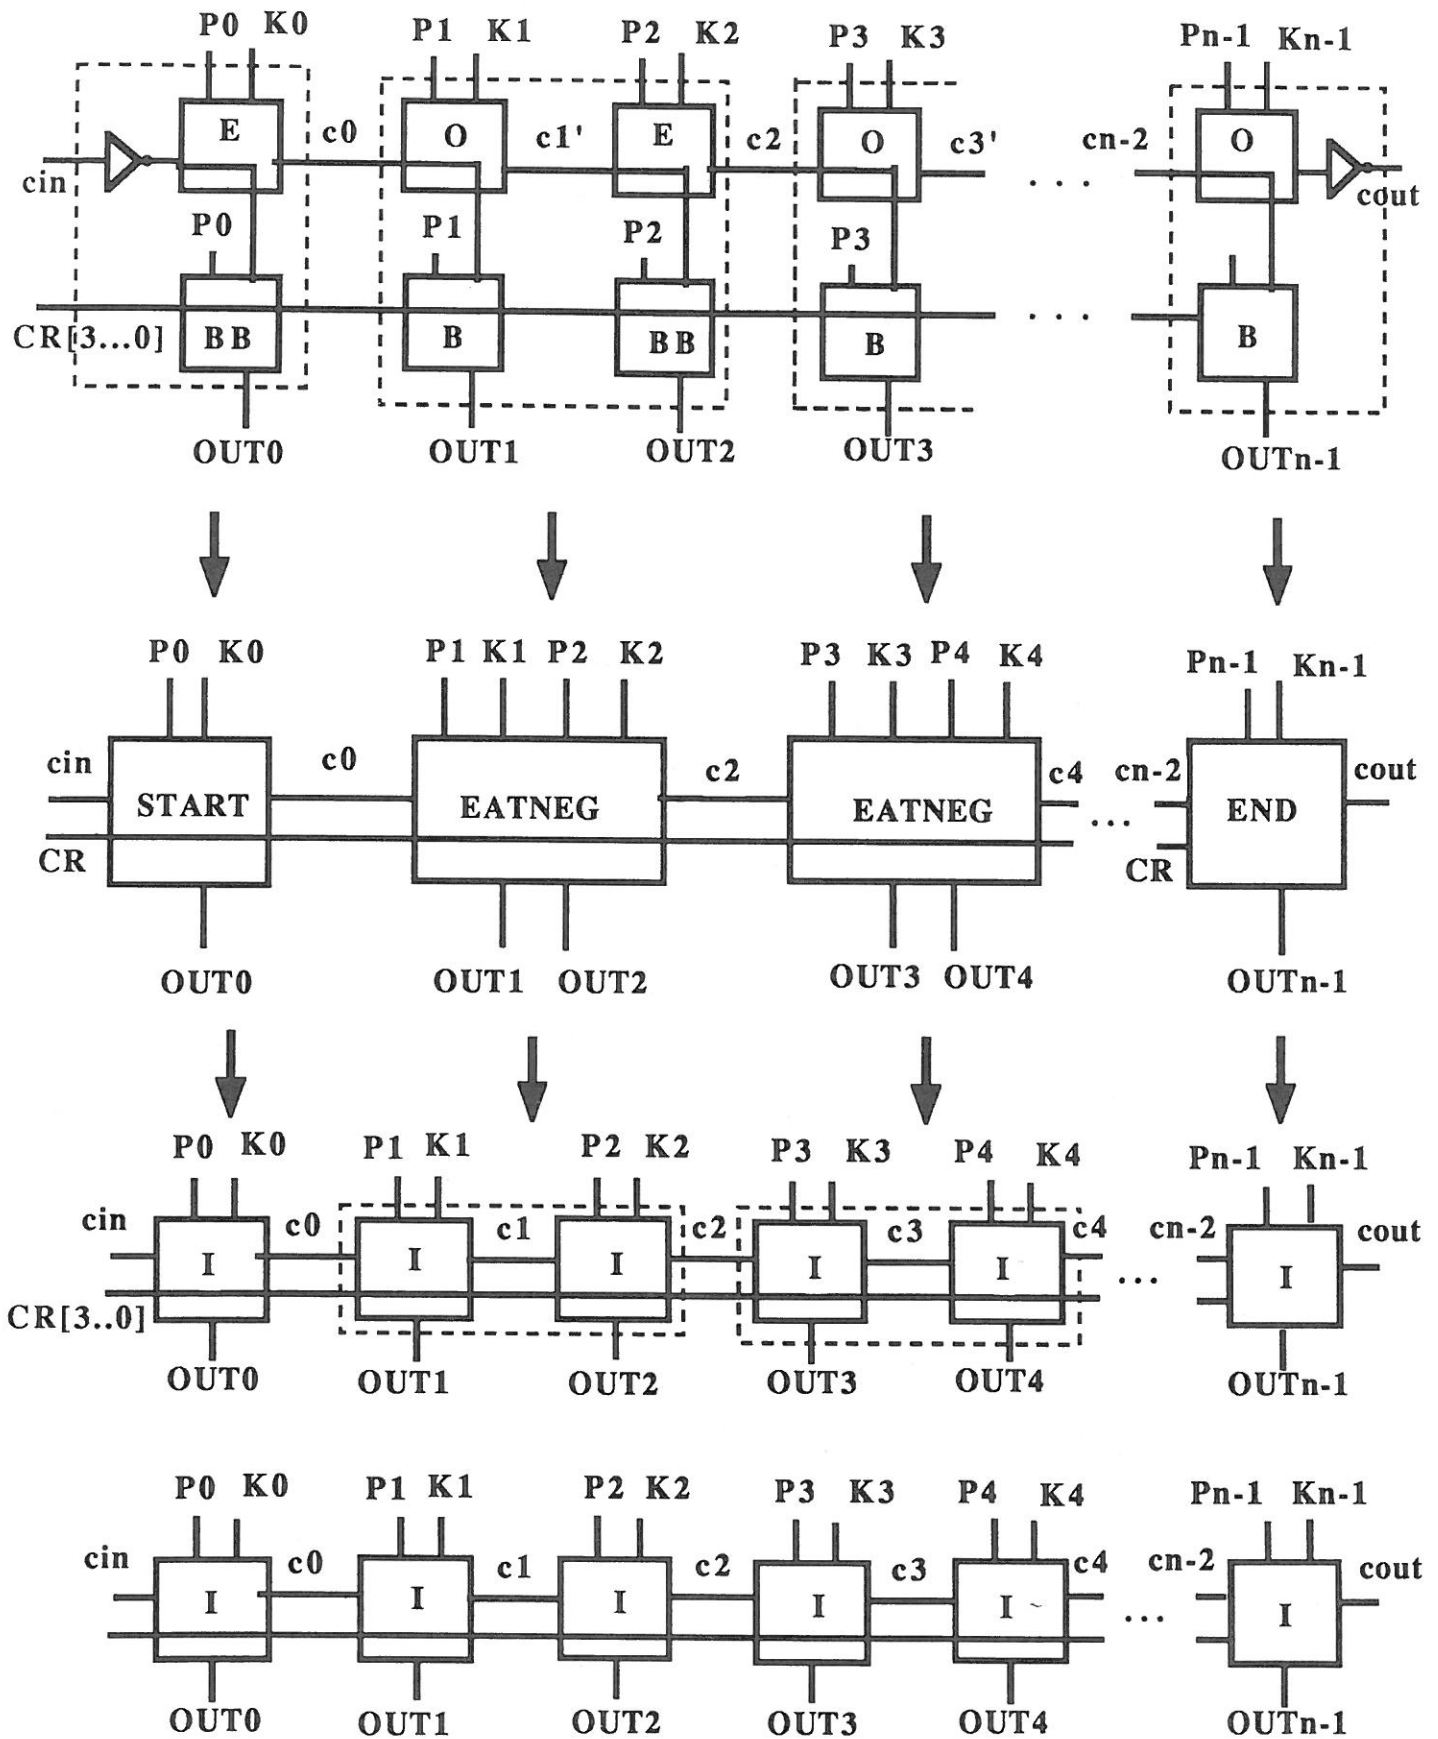 P0 K0 P1 K1 P2 K2 P3 K3 Pn-1 Kn-1
E c0 O c1' E c2 O c3' cn-2 O
cin . . . cout
P0 P1 P2 P3
CR[3...0] BB B BB B . . . B
OUT0 OUT1 OUT2 OUT3 OUTn-1
P0 K0 P1 K1 P2 K2 P3 K3 P4 K4 Pn-1 Kn-1
cin c0 c2 c4 cn-2 cout
START EATNEG EATNEG ... END
CR CR
OUT0 OUT1 OUT2 OUT3 OUT4 OUTn-1
P0 K0 P1 K1 P2 K2 P3 K3 P4 K4 Pn-1 Kn-1
cin c0 c1 c2 c3 c4 cn-2 cout
I I I I I ... I
CR[3..0]
OUT0 OUT1 OUT2 OUT3 OUT4 OUTn-1
P0 K0 P1 K1 P2 K2 P3 K3 P4 K4 Pn-1 Kn-1
cin c0 c1 c2 c3 c4 cn-2 cout
I I I I I ... I
OUT0 OUT1 OUT2 OUT3 OUT4 OUTn-1